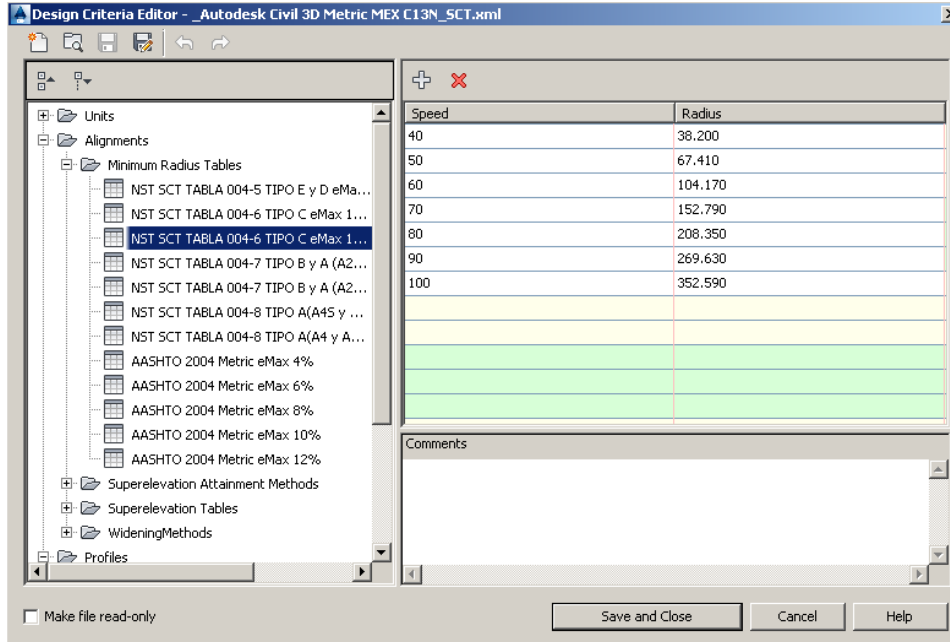 Design Criteria Editor - _Autodesk Civil 3D Metric MEX C13N_SCT.xml
Units
Alignments
Minimum Radius Tables
NST SCT TABLA 004-5 TIPO E y D eMa...
NST SCT TABLA 004-6 TIPO C eMax 1...
NST SCT TABLA 004-6 TIPO C eMax 1...
NST SCT TABLA 004-7 TIPO B y A (A2...
NST SCT TABLA 004-7 TIPO B y A (A2...
NST SCT TABLA 004-8 TIPO A(A4S y ...
NST SCT TABLA 004-8 TIPO A(A4 y A...
AASHTO 2004 Metric eMax 4%
AASHTO 2004 Metric eMax 6%
AASHTO 2004 Metric eMax 8%
AASHTO 2004 Metric eMax 10%
AASHTO 2004 Metric eMax 12%
Superelevation Attainment Methods
Superelevation Tables
WideningMethods
Profiles
Speed Radius
40 38.200
50 67.410
60 104.170
70 152.790
80 208.350
90 269.630
100 352.590
Comments
Make file read-only
Save and Close Cancel Help